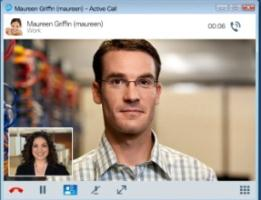 Maureen Griffin (maureen) - Active Call
Maureen Griffin (maureen)
Work
00:06